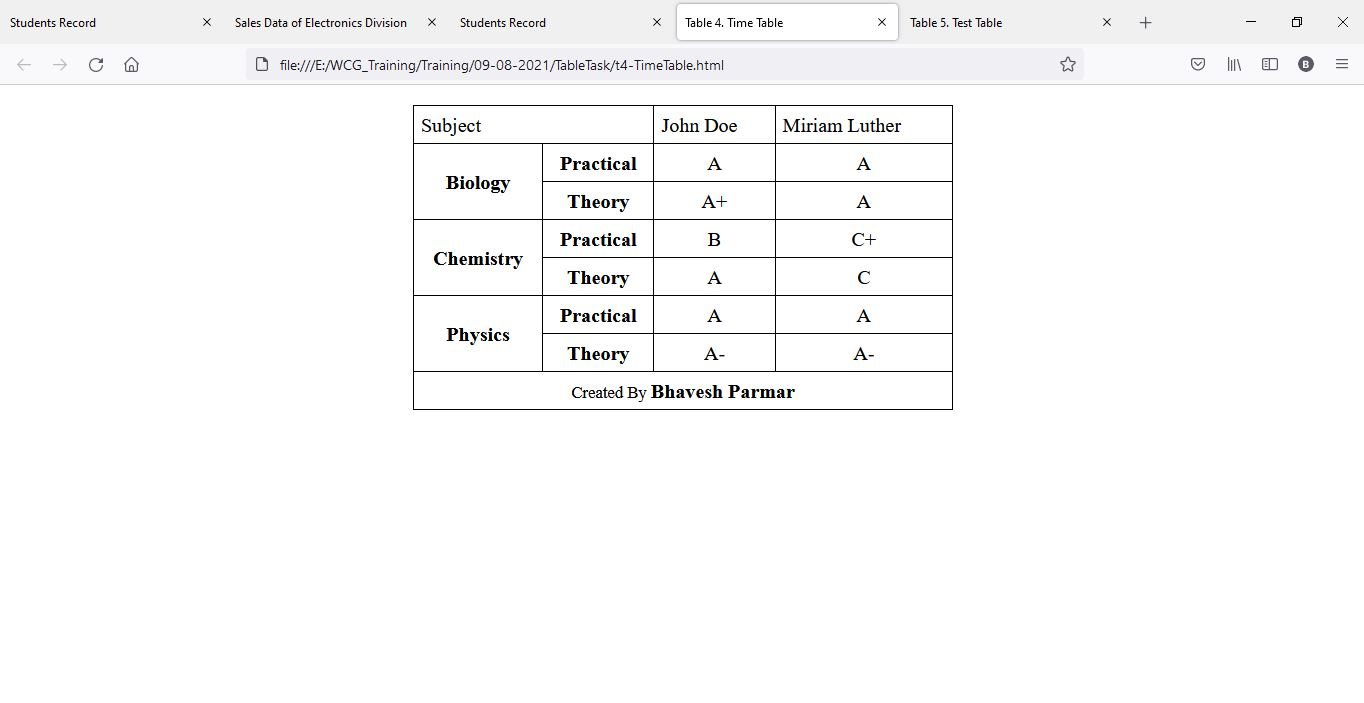 Students Record Sales Data of Electronics Division Students Record Table 4. Time Table Table 5. Test Table
file:///E:/WCG_Training/Training/09-08-2021/TableTask/t4-TimeTable.html B
Subject John Doe Miriam Luther
Biology Practical A A
Theory A+ A
Chemistry Practical B C+
Theory A C
Physics Practical A A
Theory A- A-
Created By Bhavesh Parmar